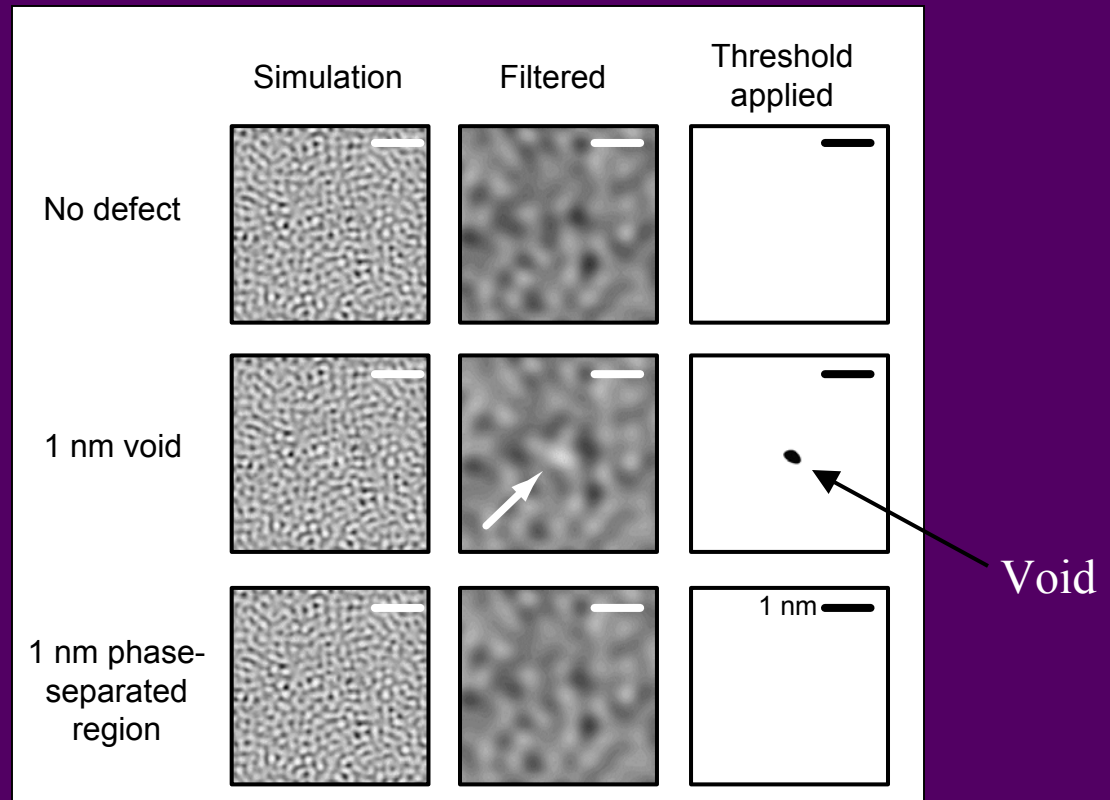 Simulation
Filtered
Threshold
applied
No defect
1 nm void
Void
1 nm
1 nm phase-
separated
region